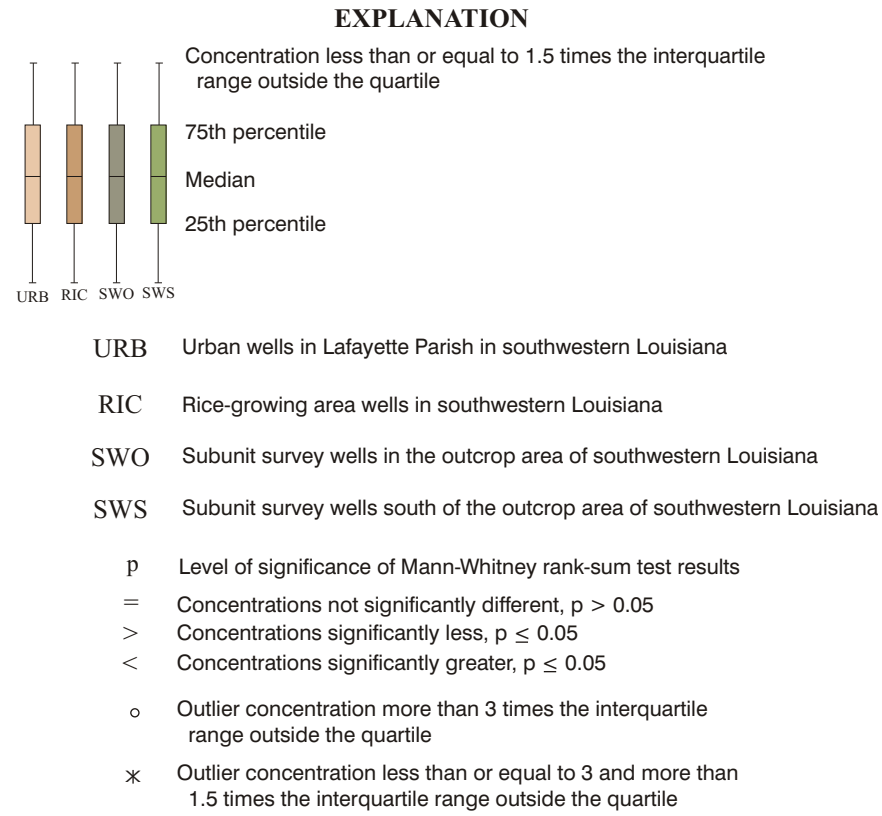 EXPLANATION
Concentration less than or equal to 1.5 times the interquartile
range outside the quartile
75th percentile
Median
25th percentile
URB RIC SWO SWS
URB Urban wells in Lafayette Parish in southwestern Louisiana
RIC Rice-growing area wells in southwestern Louisiana
SWO Subunit survey wells in the outcrop area of southwestern Louisiana
SWS Subunit survey wells south of the outcrop area of southwestern Louisiana
p Level of significance of Mann-Whitney rank-sum test results
= Concentrations not significantly different, p > 0.05
> Concentrations significantly less, p ≤ 0.05
< Concentrations significantly greater, p ≤ 0.05
○ Outlier concentration more than 3 times the interquartile
range outside the quartile
* Outlier concentration less than or equal to 3 and more than
1.5 times the interquartile range outside the quartile